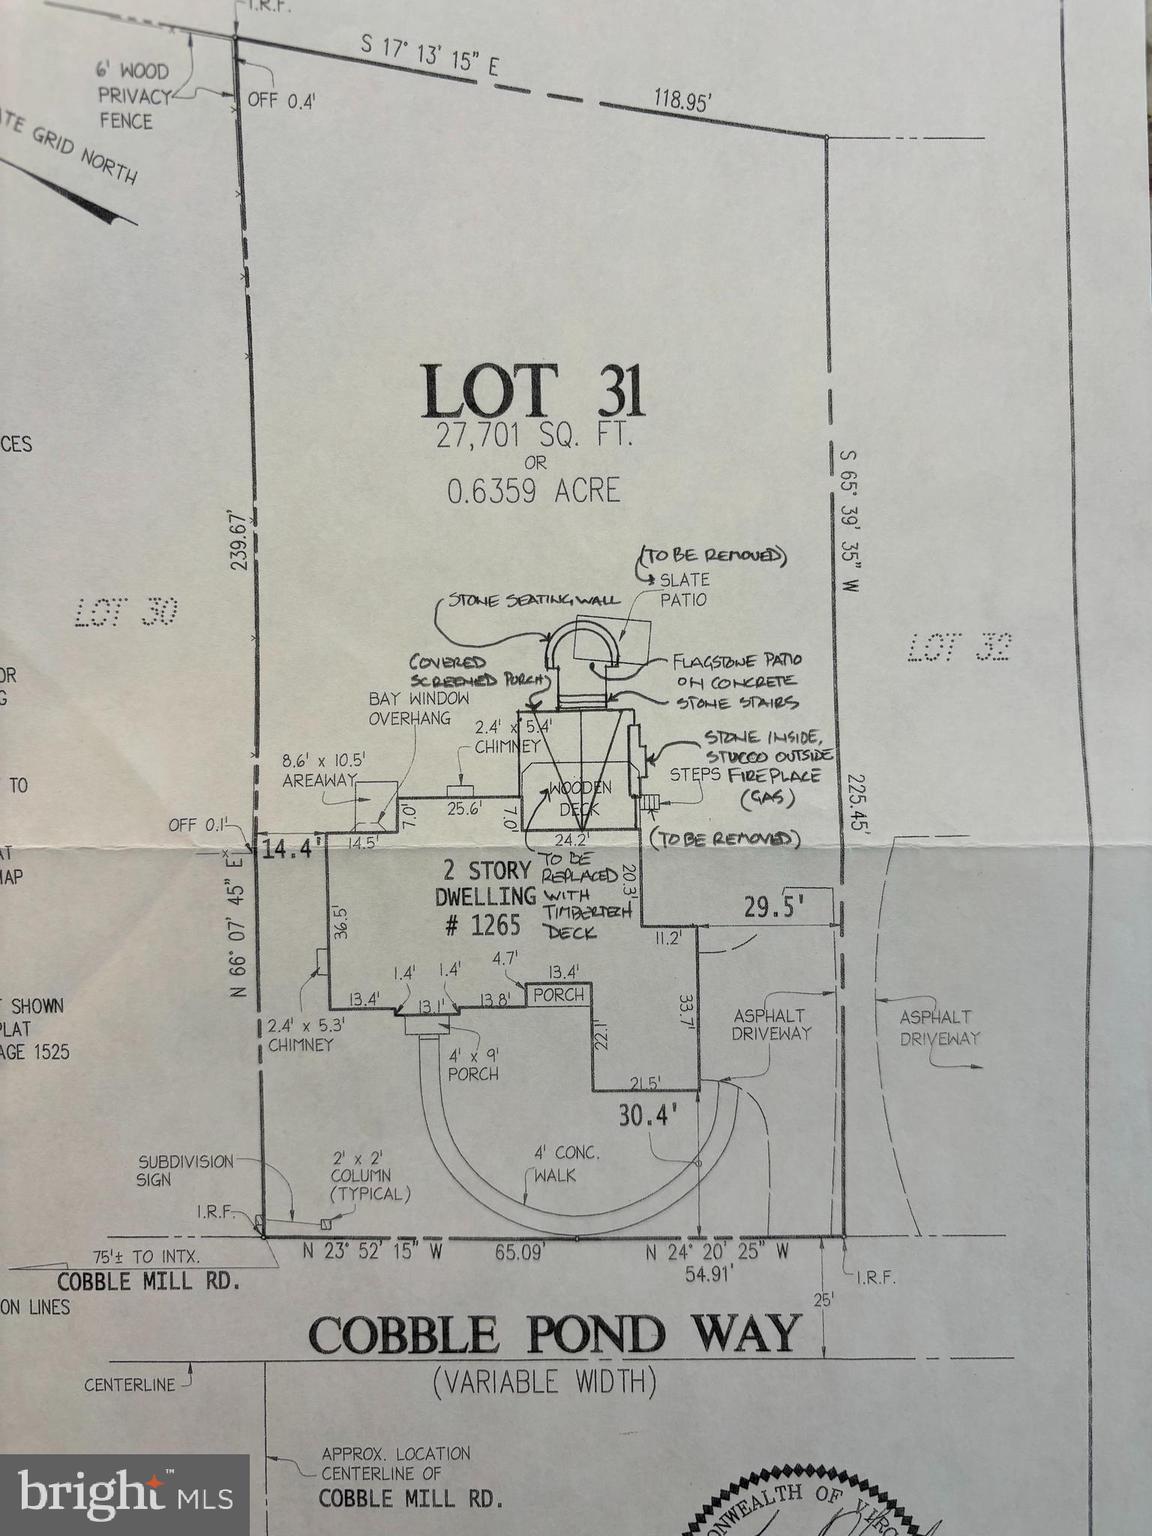 I.R.F.
S 17° 13' 15" E
118.95'
6' WOOD
PRIVACY
FENCE
OFF 0.4'
GRID NORTH
LOT 31
27,701 SQ. FT.
OR
0.6359 ACRE
239.67'
S 65° 39' 35" W
LOT 30
LOT 32
(TO BE REMOVED)
SLATE
PATIO
STONE SEATING WALL
COVERED
SCREENED PORCH
FLAGSTONE PATIO
ON CONCRETE
STONE STAIRS
BAY WINDOW
OVERHANG
2.4' x 5.4'
CHIMNEY
STONE INSIDE,
STUCCO OUTSIDE
FIREPLACE
(GAS)
STEPS
8.6' x 10.5'
AREAWAY
WOODEN
DECK
225.45'
7.0'
25.6'
7.0'
OFF 0.1'
14.4'
14.5'
24.2'
(TO BE REMOVED)
2 STORY
DWELLING
# 1265
TO BE
REPLACED
WITH
TIMBERTECH
DECK
20.3'
29.5'
N 66° 07' 45" E
36.5'
11.2'
4.7'
13.4'
PORCH
1.4'
1.4'
13.4'
13.1'
13.8'
33.7'
22.1'
2.4' x 5.3'
CHIMNEY
4' x 9'
PORCH
ASPHALT
DRIVEWAY
ASPHALT
DRIVEWAY
21.5'
30.4'
4' CONC.
WALK
SUBDIVISION
SIGN
2' x 2'
COLUMN
(TYPICAL)
I.R.F.
N 23° 52' 15" W
65.09'
N 24° 20' 25" W
54.91'
I.R.F.
25'
75'± TO INTX.
COBBLE MILL RD.
ON LINES
COBBLE POND WAY
(VARIABLE WIDTH)
CENTERLINE
APPROX. LOCATION
CENTERLINE OF
COBBLE MILL RD.
CES
TO
SHOWN
PLAT
AGE 1525
OF
bright MLS
™